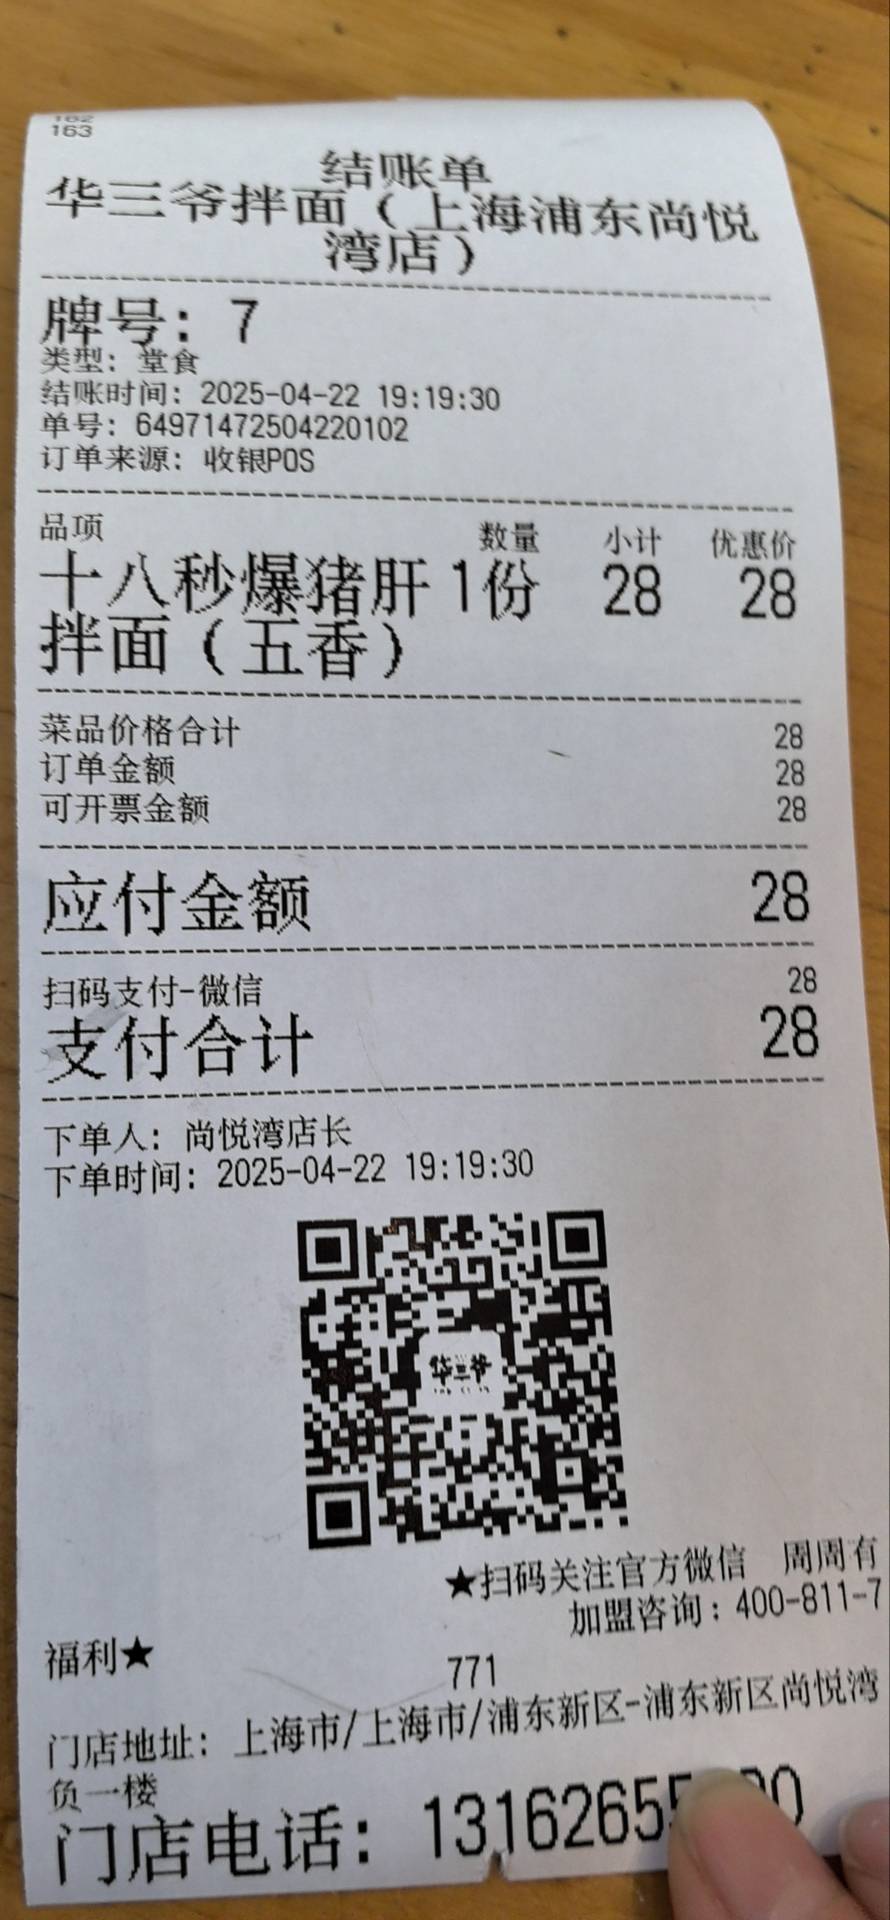 163
结账单
华三爷拌面（上海浦东尚悦
湾店）
牌号：7
类型：堂食
结账时间：2025-04-22 19:19:30
单号：64971472504220102
订单来源：收银POS
品项 数量 小计 优惠价
十八秒爆猪肝 1份 28 28
拌面（五香）
菜品价格合计 28
订单金额 28
可开票金额 28
应付金额 28
扫码支付-微信 28
支付合计 28
下单人：尚悦湾店长
下单时间：2025-04-22 19:19:30
华三爷
★扫码关注官方微信 周周有
福利★ 加盟咨询：400-811-7
771
门店地址：上海市/上海市/浦东新区-浦东新区尚悦湾
负一楼
门店电话：